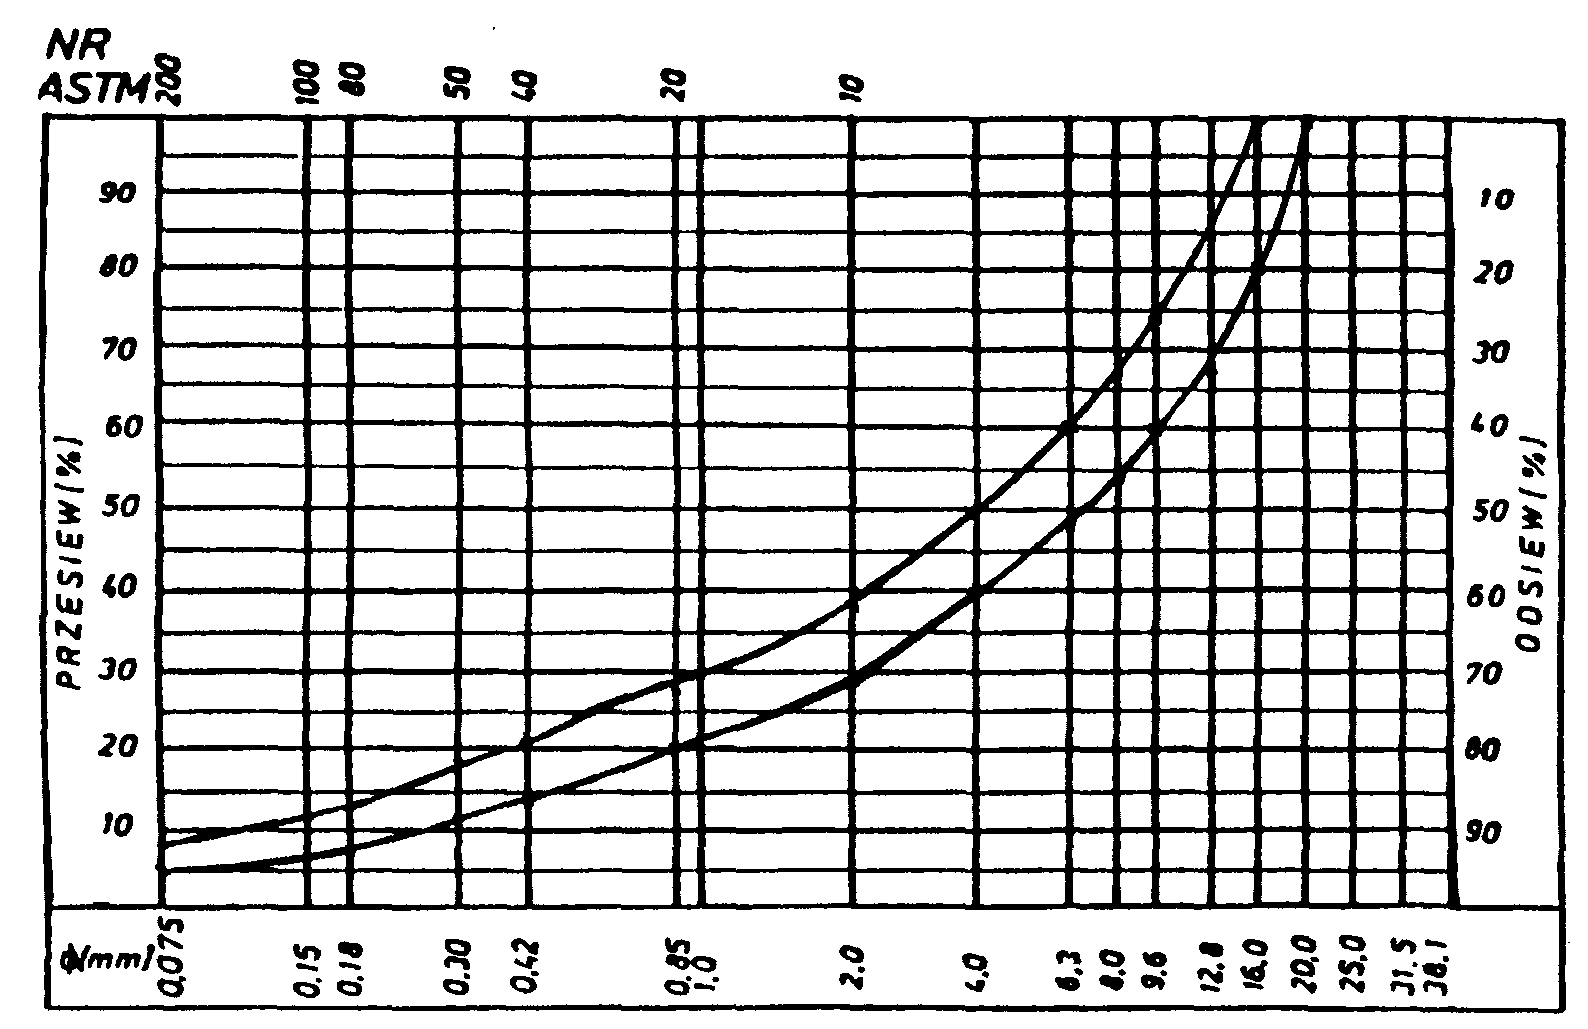 NR
ASTM 200 100 80 50 40 20 10
90 10
80 20
70 30
60 40
50 50
40 60
30 70
20 80
10 90
PRZESIEW [%]
ODSIEW [%]
ϕ [mm] 0,075 0.15 0.18 0.30 0.42 0.85 1.0 2.0 4,0 6.3 8.0 9.6 12.8 16,0 20,0 25,0 31.5 38.1